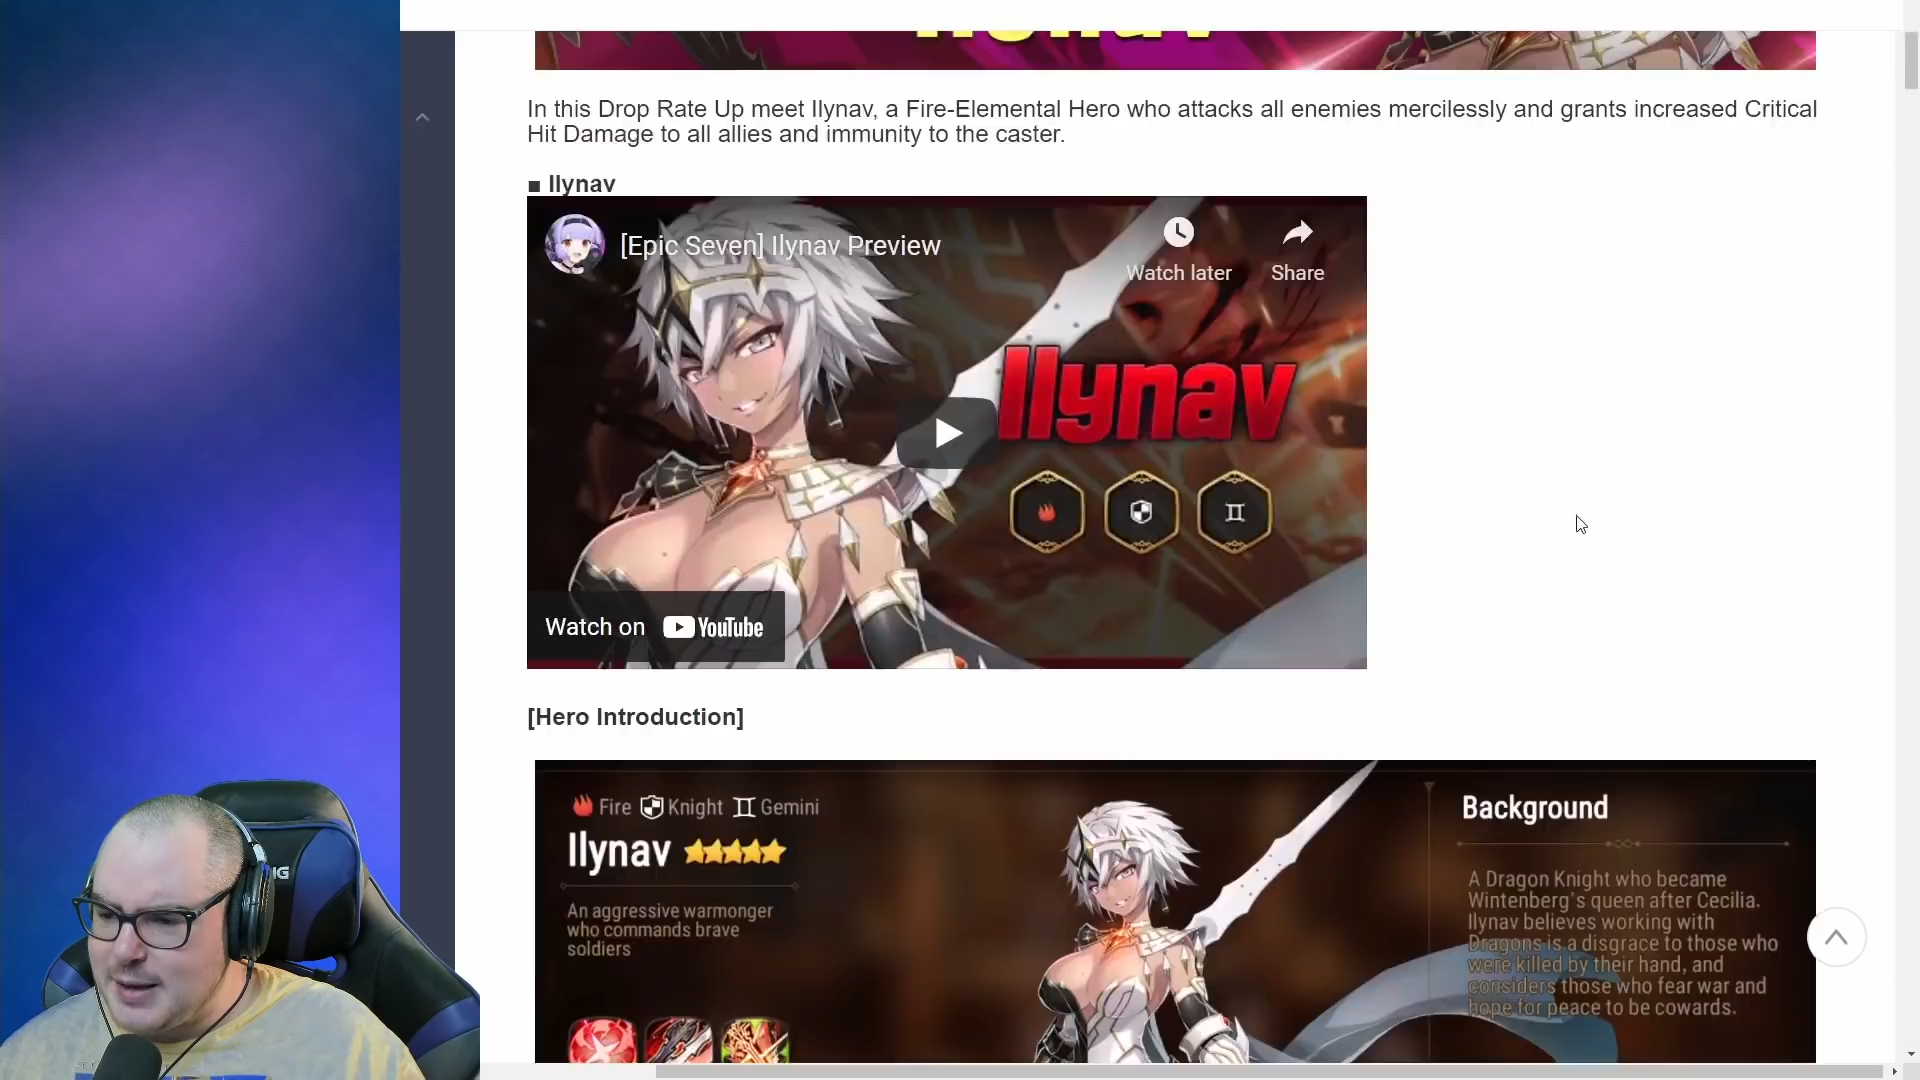 In this Drop Rate Up meet Ilynav, a Fire-Elemental Hero who attacks all enemies mercilessly and grants increased Critical
Hit Damage to all allies and immunity to the caster.
■ Ilynav
[Epic Seven] Ilynav Preview
Watch later
Share
Ilynav
Watch on YouTube
[Hero Introduction]
Fire Knight Gemini
Ilynav
An aggressive warmonger
who commands brave
soldiers
Background
A Dragon Knight who became
Wintenberg's queen after Cecilia.
Ilynav believes working with
Dragons is a disgrace to those who
were killed by their hand, and
considers those who fear war and
hope for peace to be cowards.